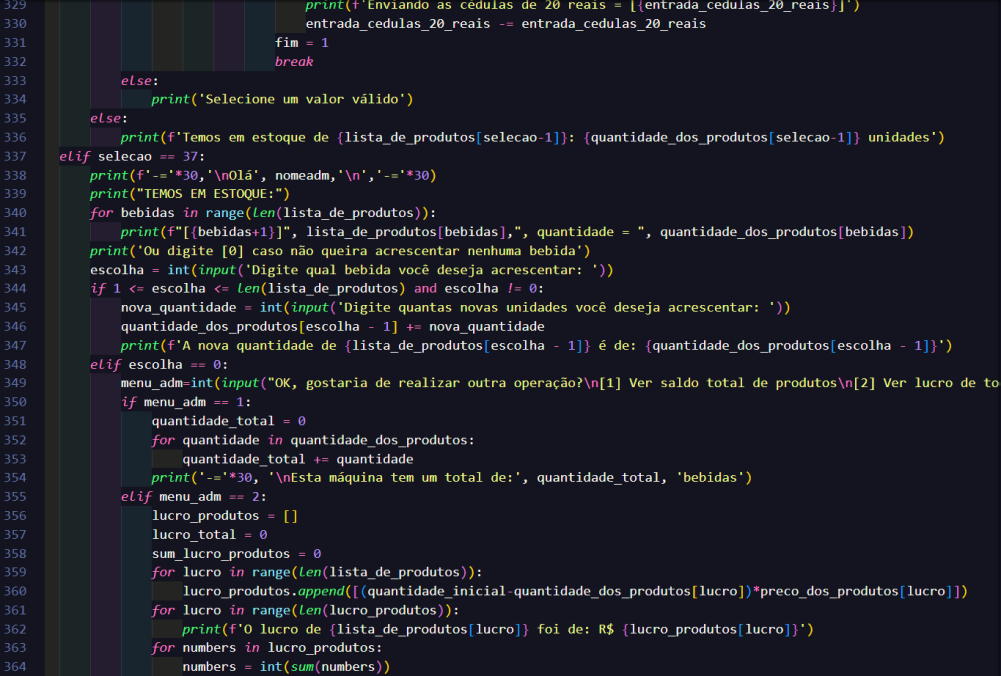 329 print(f'Enviando as cédulas de 20 reais = [{entrada_cedulas_20_reais}]')
330 entrada_cedulas_20_reais -= entrada_cedulas_20_reais
331 fim = 1
332 break
333 else:
334 print('Selecione um valor válido')
335 else:
336 print(f'Temos em estoque de {lista_de_produtos[selecao-1]}: {quantidade_dos_produtos[selecao-1]} unidades')
337 elif selecao == 37:
338 print(f'-='*30,'\nOlá', nomeadm,'\n','-='*30)
339 print("TEMOS EM ESTOQUE:")
340 for bebidas in range(len(lista_de_produtos)):
341 print(f"[{bebidas+1}]", lista_de_produtos[bebidas],", quantidade = ", quantidade_dos_produtos[bebidas])
342 print('Ou digite [0] caso não queira acrescentar nenhuma bebida')
343 escolha = int(input('Digite qual bebida você deseja acrescentar: '))
344 if 1 <= escolha <= len(lista_de_produtos) and escolha != 0:
345 nova_quantidade = int(input('Digite quantas novas unidades você deseja acrescentar: '))
346 quantidade_dos_produtos[escolha - 1] += nova_quantidade
347 print(f'A nova quantidade de {lista_de_produtos[escolha - 1]} é de: {quantidade_dos_produtos[escolha - 1]}')
348 elif escolha == 0:
349 menu_adm=int(input("OK, gostaria de realizar outra operação?\n[1] Ver saldo total de produtos\n[2] Ver lucro de to
350 if menu_adm == 1:
351 quantidade_total = 0
352 for quantidade in quantidade_dos_produtos:
353 quantidade_total += quantidade
354 print('-='*30, '\nEsta máquina tem um total de:', quantidade_total, 'bebidas')
355 elif menu_adm == 2:
356 lucro_produtos = []
357 lucro_total = 0
358 sum_lucro_produtos = 0
359 for lucro in range(len(lista_de_produtos)):
360 lucro_produtos.append([(quantidade_inicial-quantidade_dos_produtos[lucro])*preco_dos_produtos[lucro]])
361 for lucro in range(len(lucro_produtos)):
362 print(f'O lucro de {lista_de_produtos[lucro]} foi de: R$ {lucro_produtos[lucro]}')
363 for numbers in lucro_produtos:
364 numbers = int(sum(numbers))